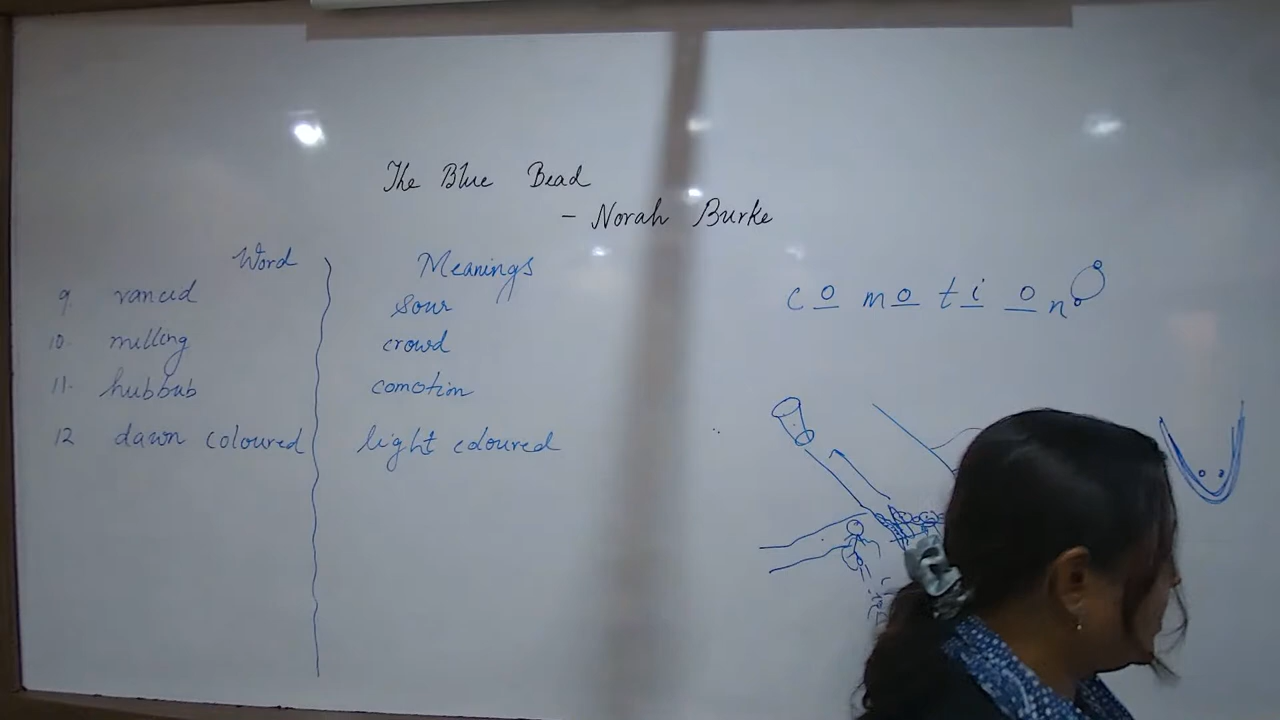 The Blue Bead
- Norah Burke
Word Meanings
9. rancid sour
10. milling crowd
11. hubbub comotion
12 dawn coloured light coloured
c o m o t i o n